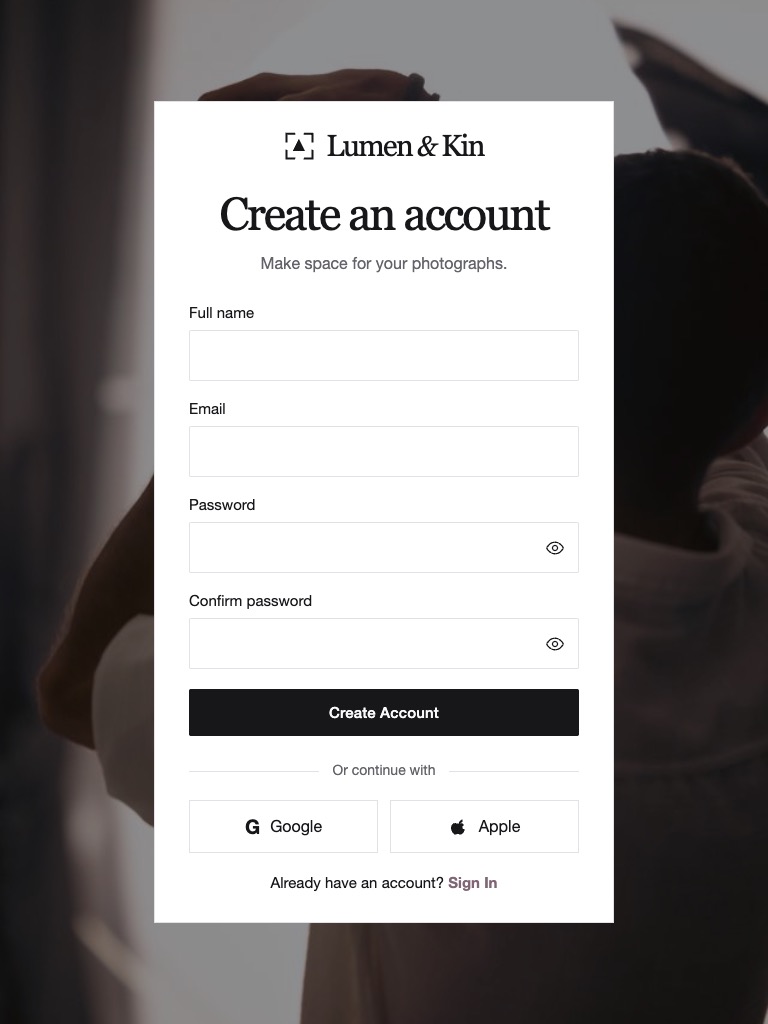 Lumen & Kin
Create an account
Make space for your photographs.
Full name
Email
Password
Confirm password
Create Account
Or continue with
G Google
Apple
Already have an account? Sign In